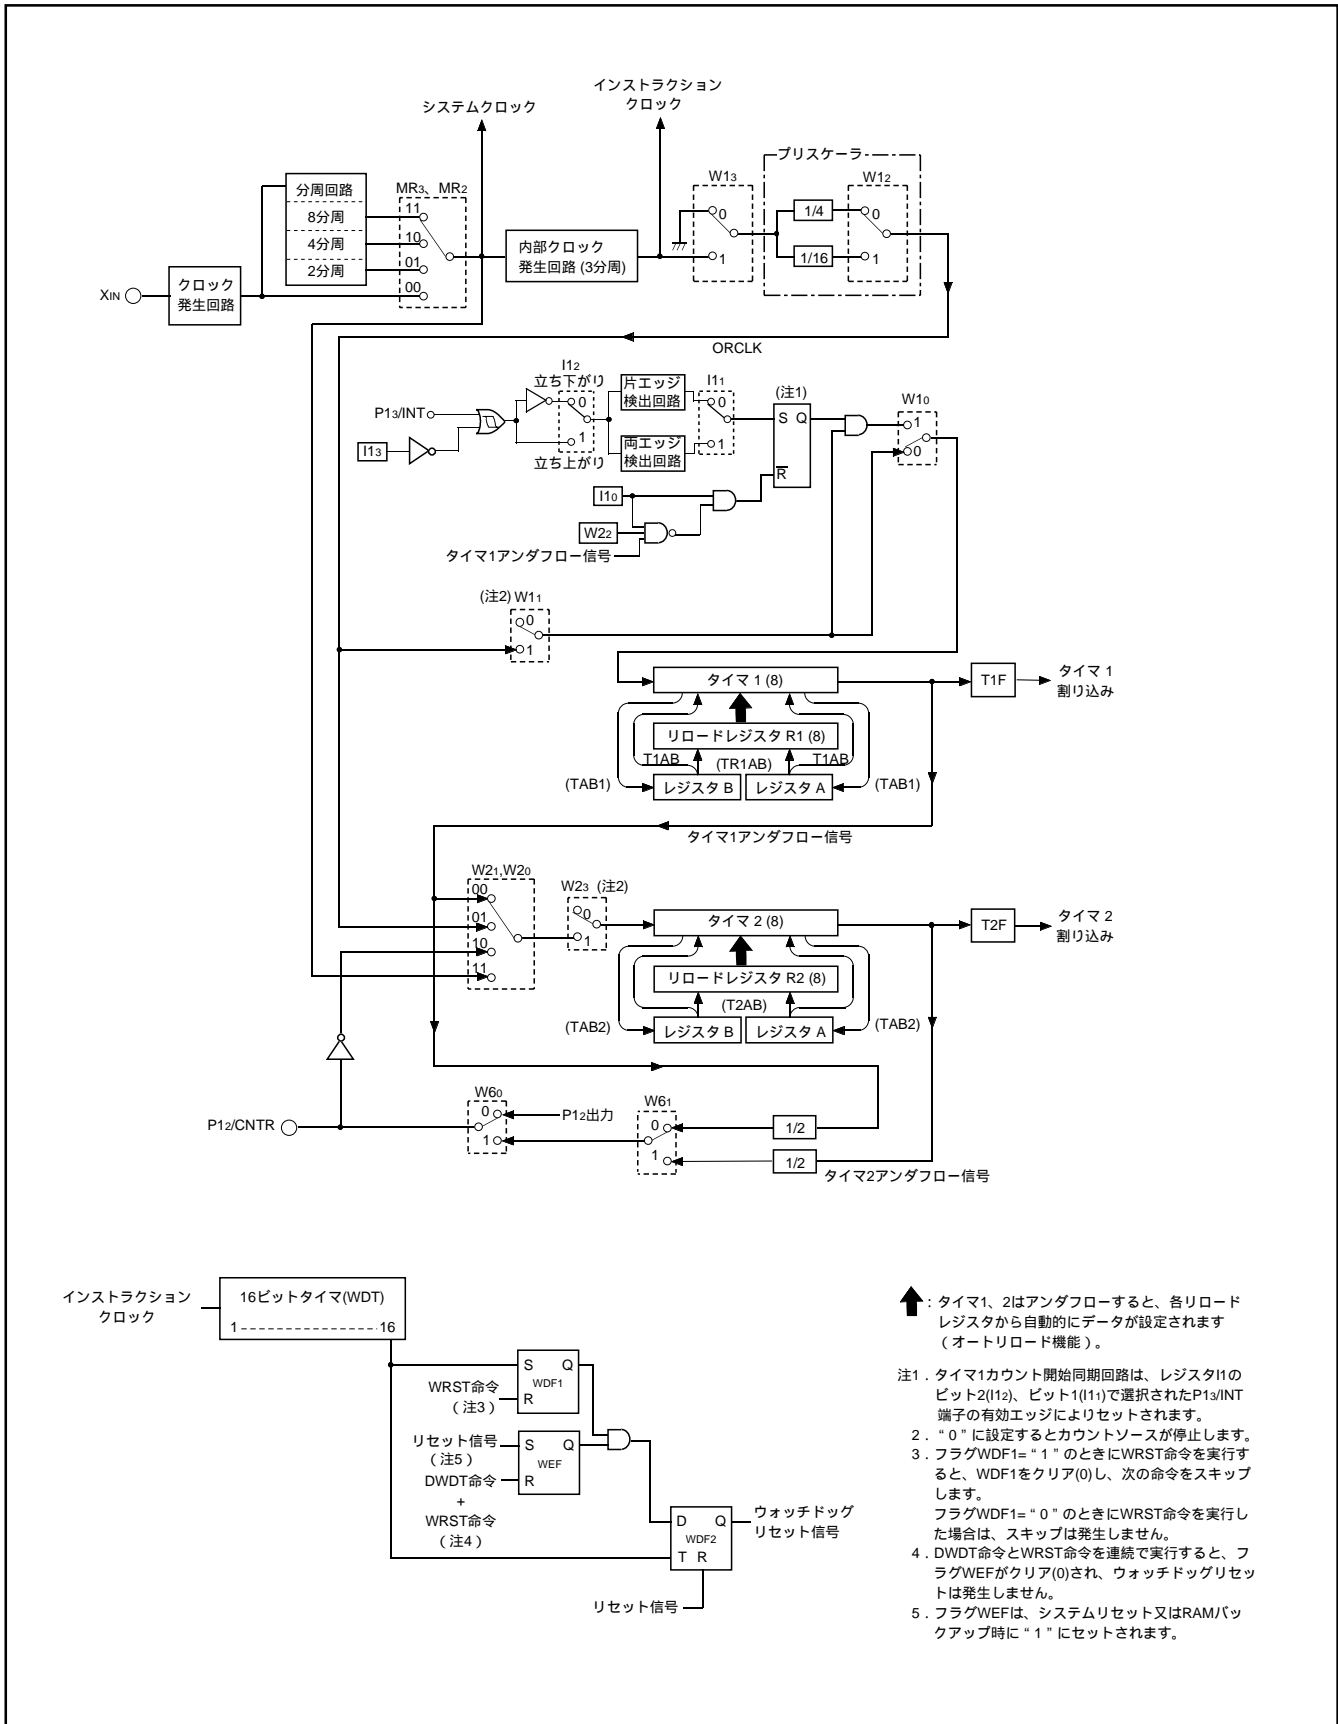 インストラクション
クロック
システムクロック
プリスケーラ
分周回路
8分周
4分周
2分周
MR3、MR2
11
10
01
00
内部クロック
発生回路 (3分周)
W13
0
1
1/4
1/16
W12
0
1
XIN
クロック
発生回路
ORCLK
I12
立ち下がり
0
1
立ち上がり
P13/INT
I13
片エッジ
検出回路
両エッジ
検出回路
I11
0
1
(注1)
S Q
R
W10
1
0
I10
W22
タイマ1アンダフロー信号
(注2) W11
0
1
タイマ 1 (8)
T1F
タイマ 1
割り込み
リロードレジスタ R1 (8)
T1AB
(TR1AB)
T1AB
(TAB1)
レジスタ B
レジスタ A
(TAB1)
タイマ1アンダフロー信号
W21,W20
00
01
10
11
W23 (注2)
0
1
タイマ 2 (8)
T2F
タイマ 2
割り込み
リロードレジスタ R2 (8)
(T2AB)
(TAB2)
レジスタ B
レジスタ A
(TAB2)
P12/CNTR
W60
0
1
P12出力
W61
0
1
1/2
1/2
タイマ2アンダフロー信号
インストラクション
クロック
16ビットタイマ(WDT)
1 16
S Q
WDF1
R
WRST命令
（注3）
リセット信号
（注5）
DWDT命令
+
WRST命令
（注4）
S Q
WEF
R
D Q
WDF2
T R
ウォッチドッグ
リセット信号
リセット信号
：タイマ1、2はアンダフローすると、各リロード
レジスタから自動的にデータが設定されます
（オートリロード機能）。
注1．タイマ1カウント開始同期回路は、レジスタI1の
ビット2(I12)、ビット1(I11)で選択されたP13/INT
端子の有効エッジによりセットされます。
2．“0”に設定するとカウントソースが停止します。
3．フラグWDF1=“1”のときにWRST命令を実行す
ると、WDF1をクリア(0)し、次の命令をスキップ
します。
フラグWDF1=“0”のときにWRST命令を実行し
た場合は、スキップは発生しません。
4．DWDT命令とWRST命令を連続で実行すると、フ
ラグWEFがクリア(0)され、ウォッチドッグリセッ
トは発生しません。
5．フラグWEFは、システムリセット又はRAMバッ
クアップ時に“1”にセットされます。